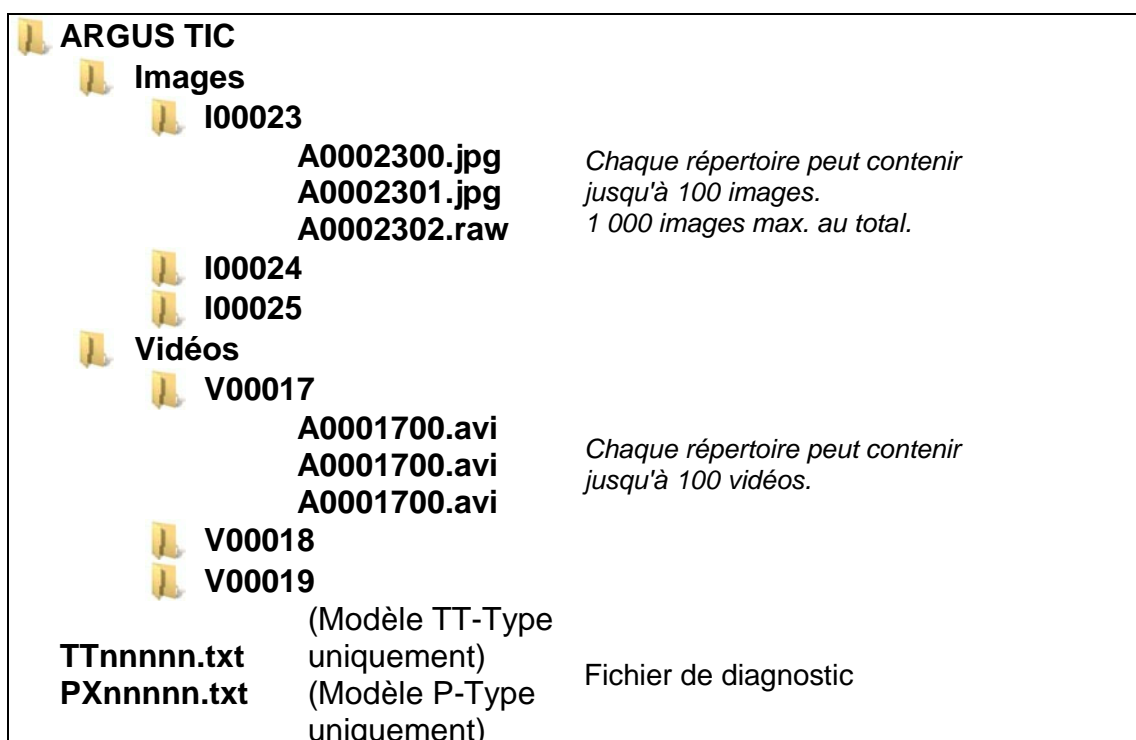 ARGUS TIC
Images
I00023
A0002300.jpg
A0002301.jpg
A0002302.raw
Chaque répertoire peut contenir
jusqu'à 100 images.
1 000 images max. au total.
I00024
I00025
Vidéos
V00017
A0001700.avi
A0001700.avi
A0001700.avi
Chaque répertoire peut contenir
jusqu'à 100 vidéos.
V00018
V00019
TTnnnnn.txt
(Modèle TT-Type
uniquement)
PXnnnnn.txt
(Modèle P-Type
uniquement)
Fichier de diagnostic